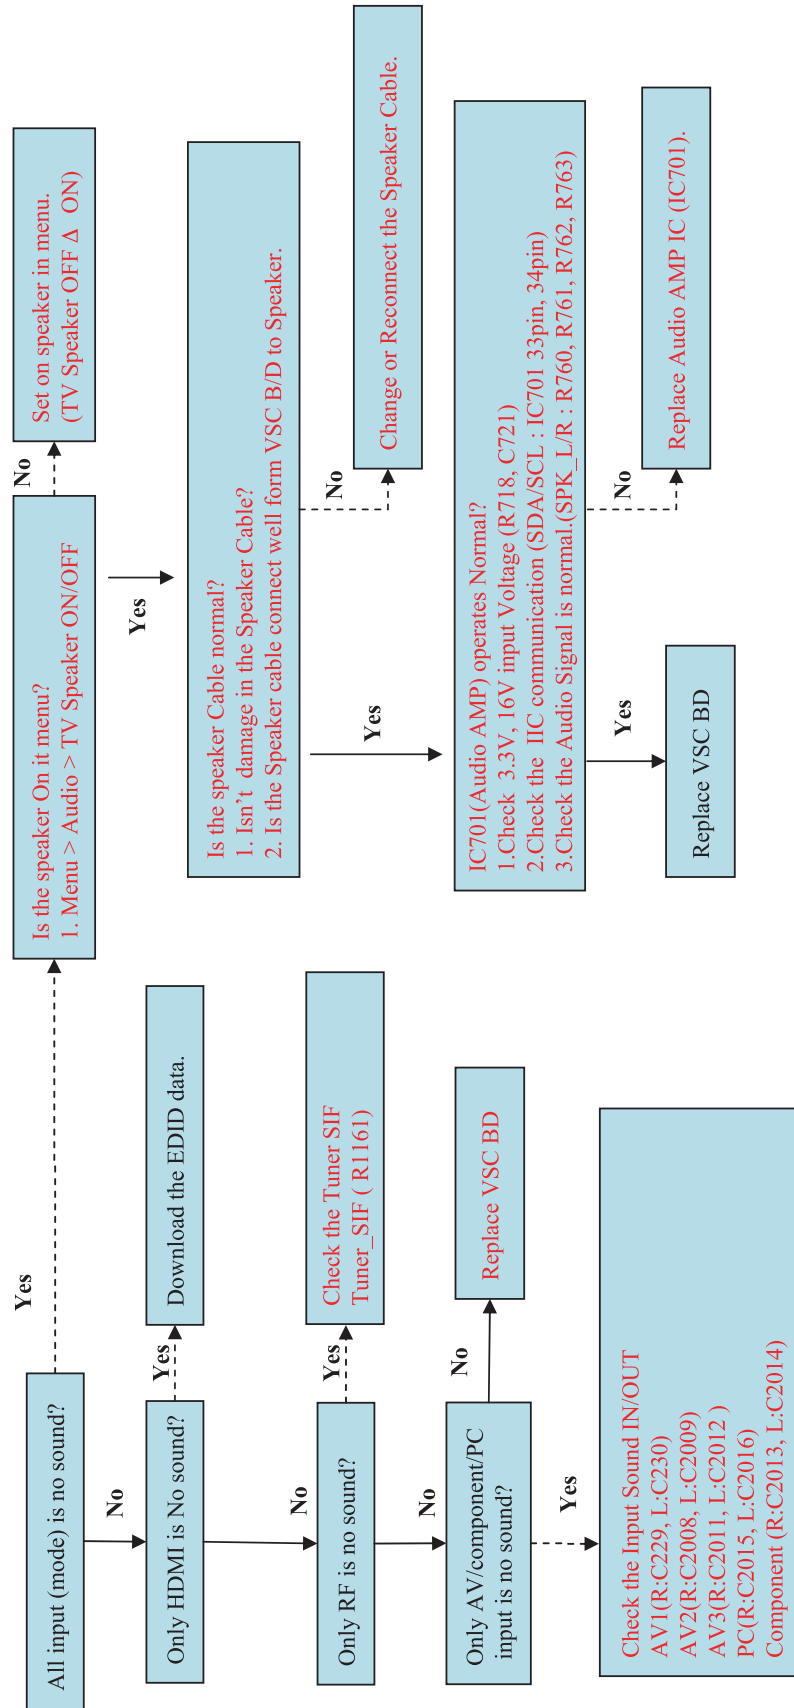 All input (mode) is no sound?
Yes
Is the speaker On it menu?
1. Menu > Audio > TV Speaker ON/OFF
No
Set on speaker in menu.
(TV Speaker OFF Δ ON)
No
Only HDMI is No sound?
Yes
Download the EDID data.
Yes
Is the speaker Cable normal?
1. Isn't damage in the Speaker Cable?
2. Is the Speaker cable connect well form VSC B/D to Speaker.
No
Only RF is no sound?
Yes
Check the Tuner SIF
Tuner_SIF ( R1161)
Yes
No
Change or Reconnect the Speaker Cable.
No
Only AV/component/PC
input is no sound?
No
Replace VSC BD
IC701(Audio AMP) operates Normal?
1.Check 3.3V, 16V input Voltage (R718, C721)
2.Check the IIC communication (SDA/SCL : IC701 33pin, 34pin)
3.Check the Audio Signal is normal.(SPK_L/R : R760, R761, R762, R763)
Yes
Yes
No
Check the Input Sound IN/OUT
AV1(R:C229, L:C230)
AV2(R:C2008, L:C2009)
AV3(R:C2011, L:C2012 )
PC(R:C2015, L:C2016)
Component (R:C2013, L:C2014)
Replace VSC BD
Replace Audio AMP IC (IC701).